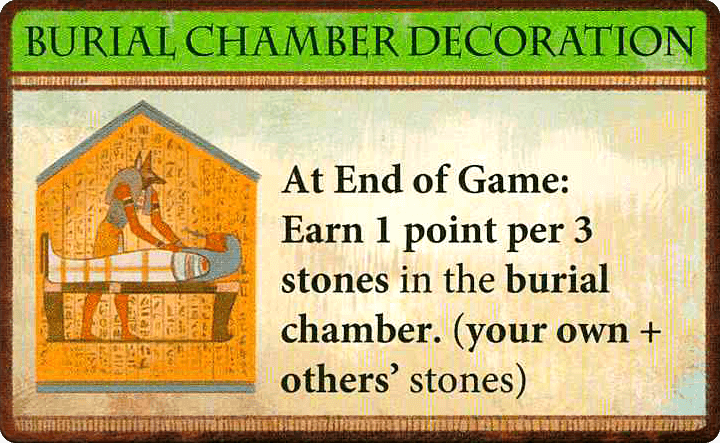 BURIAL CHAMBER DECORATION
At End of Game:
Earn 1 point per 3
stones in the burial
chamber. (your own +
others’ stones)